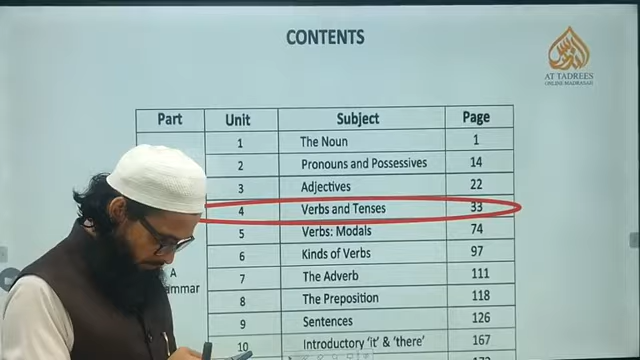 CONTENTS
AT TADREES
ONLINE MADRASAH
Part Unit Subject Page
1 The Noun 1
2 Pronouns and Possessives 14
3 Adjectives 22
4 Verbs and Tenses 33
5 Verbs: Modals 74
6 Kinds of Verbs 97
A
ammar
7 The Adverb 111
8 The Preposition 118
9 Sentences 126
10 Introductory 'it' & 'there' 167